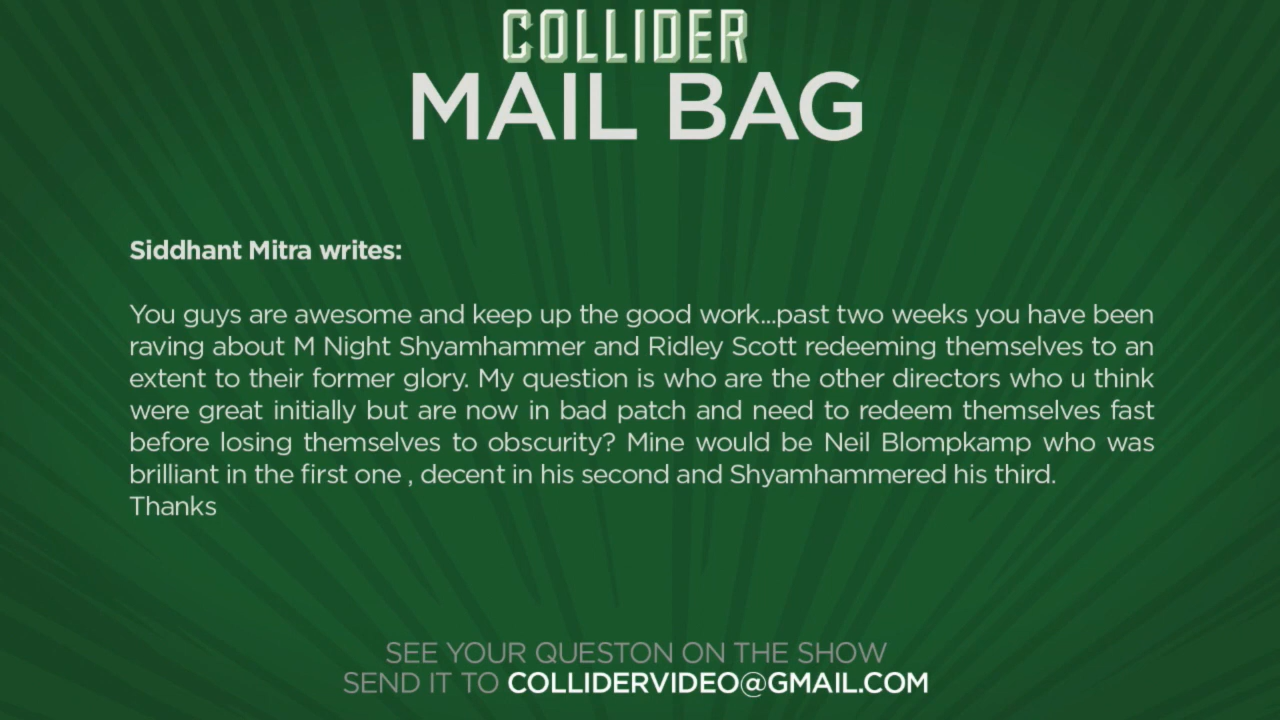 COLLIDER
MAIL BAG
Siddhant Mitra writes:
You guys are awesome and keep up the good work...past two weeks you have been
raving about M Night Shyamhammer and Ridley Scott redeeming themselves to an
extent to their former glory. My question is who are the other directors who u think
were great initially but are now in bad patch and need to redeem themselves fast
before losing themselves to obscurity? Mine would be Neil Blompkamp who was
brilliant in the first one , decent in his second and Shyamhammered his third.
Thanks
SEE YOUR QUESTON ON THE SHOW
SEND IT TO COLLIDERVIDEO@GMAIL.COM